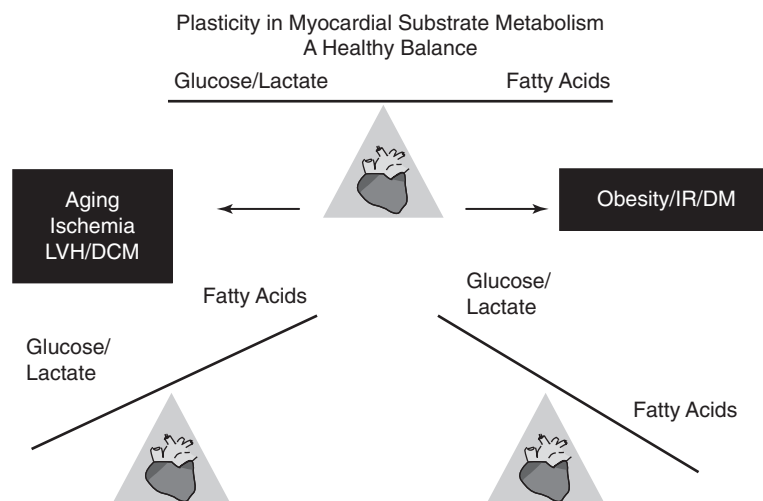 Plasticity in Myocardial Substrate Metabolism
A Healthy Balance
Glucose/Lactate
Fatty Acids
Aging
Ischemia
LVH/DCM
Obesity/IR/DM
Fatty Acids
Glucose/
Lactate
Glucose/
Lactate
Fatty Acids